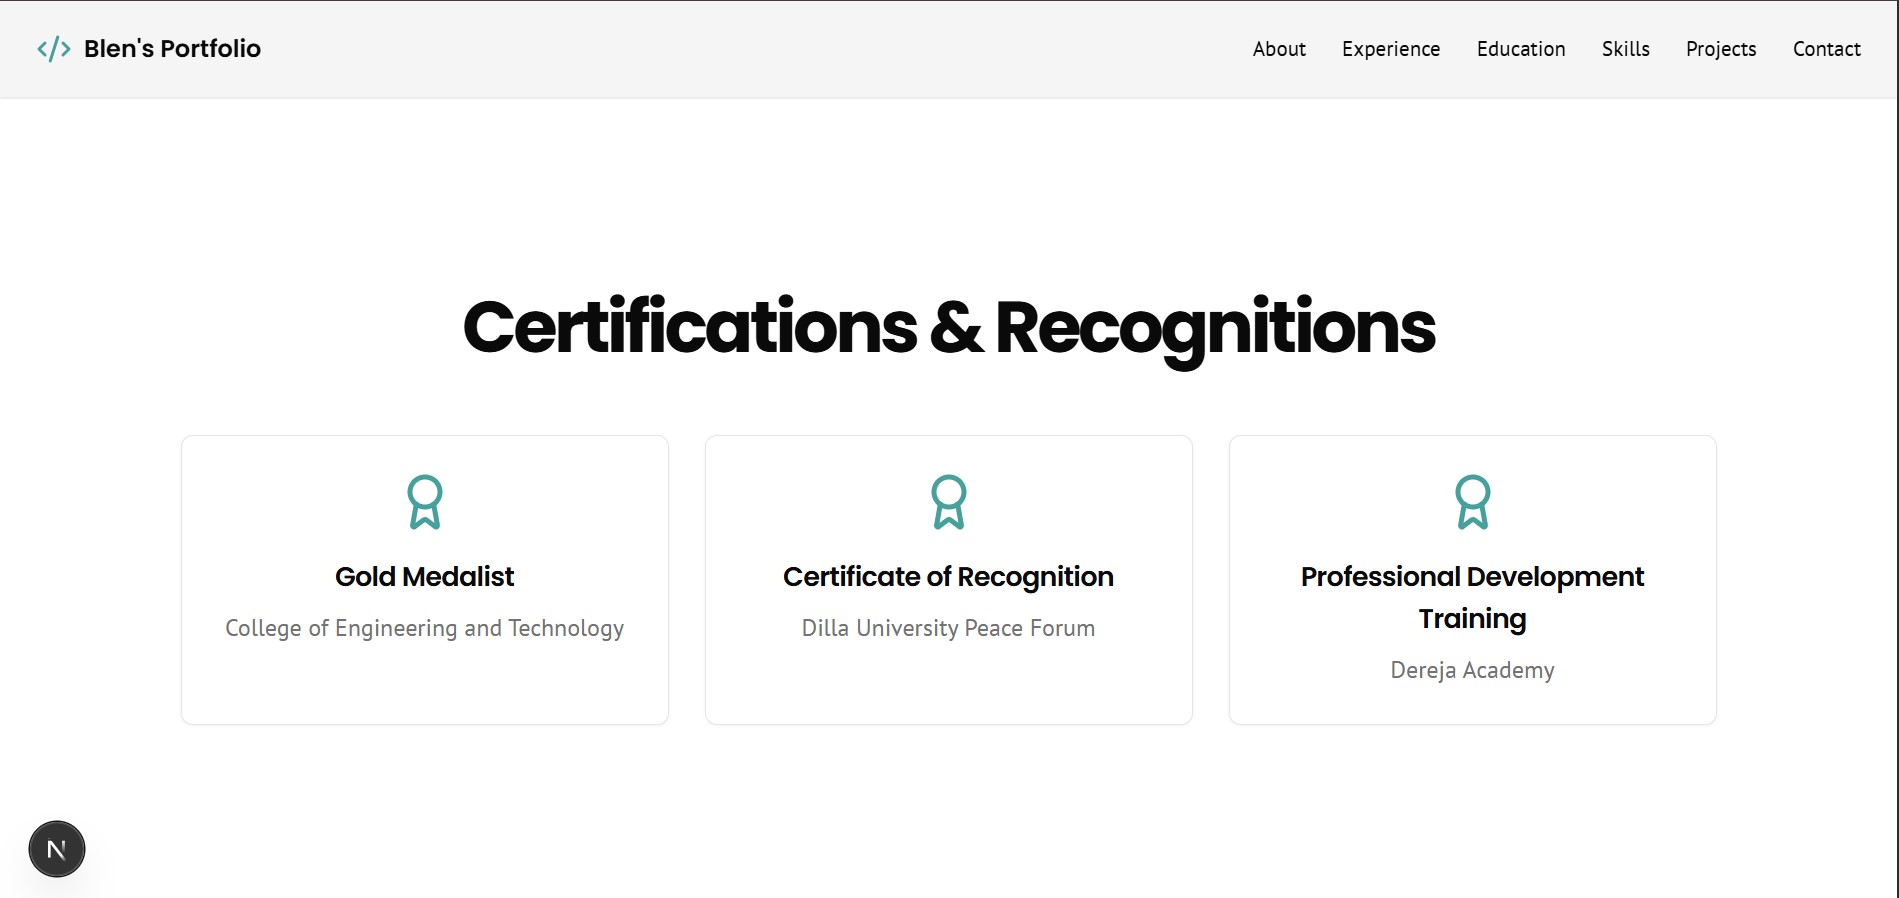 Blen's Portfolio
About Experience Education Skills Projects Contact
Certifications & Recognitions
Gold Medalist
College of Engineering and Technology
Certificate of Recognition
Dilla University Peace Forum
Professional Development
Training
Dereja Academy
N